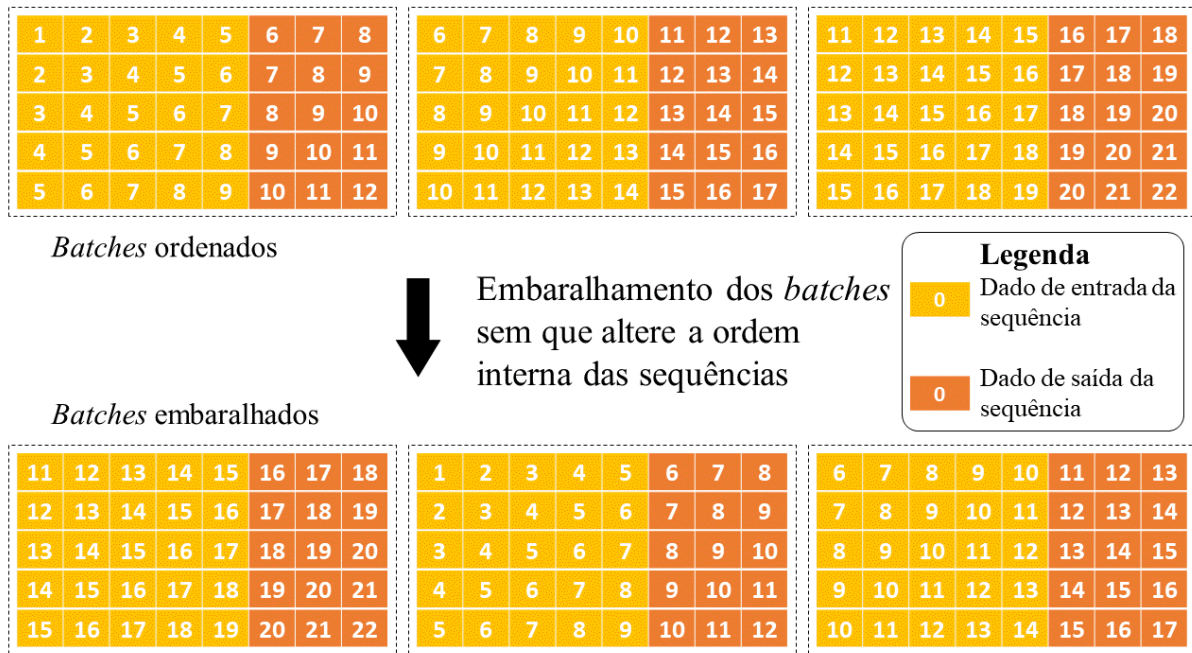 1 2 3 4 5 6 7 8 6 7 8 9 10 11 12 13 11 12 13 14 15 16 17 18
2 3 4 5 6 7 8 9 7 8 9 10 11 12 13 14 12 13 14 15 16 17 18 19
3 4 5 6 7 8 9 10 8 9 10 11 12 13 14 15 13 14 15 16 17 18 19 20
4 5 6 7 8 9 10 11 9 10 11 12 13 14 15 16 14 15 16 17 18 19 20 21
5 6 7 8 9 10 11 12 10 11 12 13 14 15 16 17 15 16 17 18 19 20 21 22
Batches ordenados
Embaralhamento dos batches
sem que altere a ordem
interna das sequências
Legenda
0 Dado de entrada da
sequência
0 Dado de saída da
sequência
Batches embaralhados
11 12 13 14 15 16 17 18 1 2 3 4 5 6 7 8 6 7 8 9 10 11 12 13
12 13 14 15 16 17 18 19 2 3 4 5 6 7 8 9 7 8 9 10 11 12 13 14
13 14 15 16 17 18 19 20 3 4 5 6 7 8 9 10 8 9 10 11 12 13 14 15
14 15 16 17 18 19 20 21 4 5 6 7 8 9 10 11 9 10 11 12 13 14 15 16
15 16 17 18 19 20 21 22 5 6 7 8 9 10 11 12 10 11 12 13 14 15 16 17